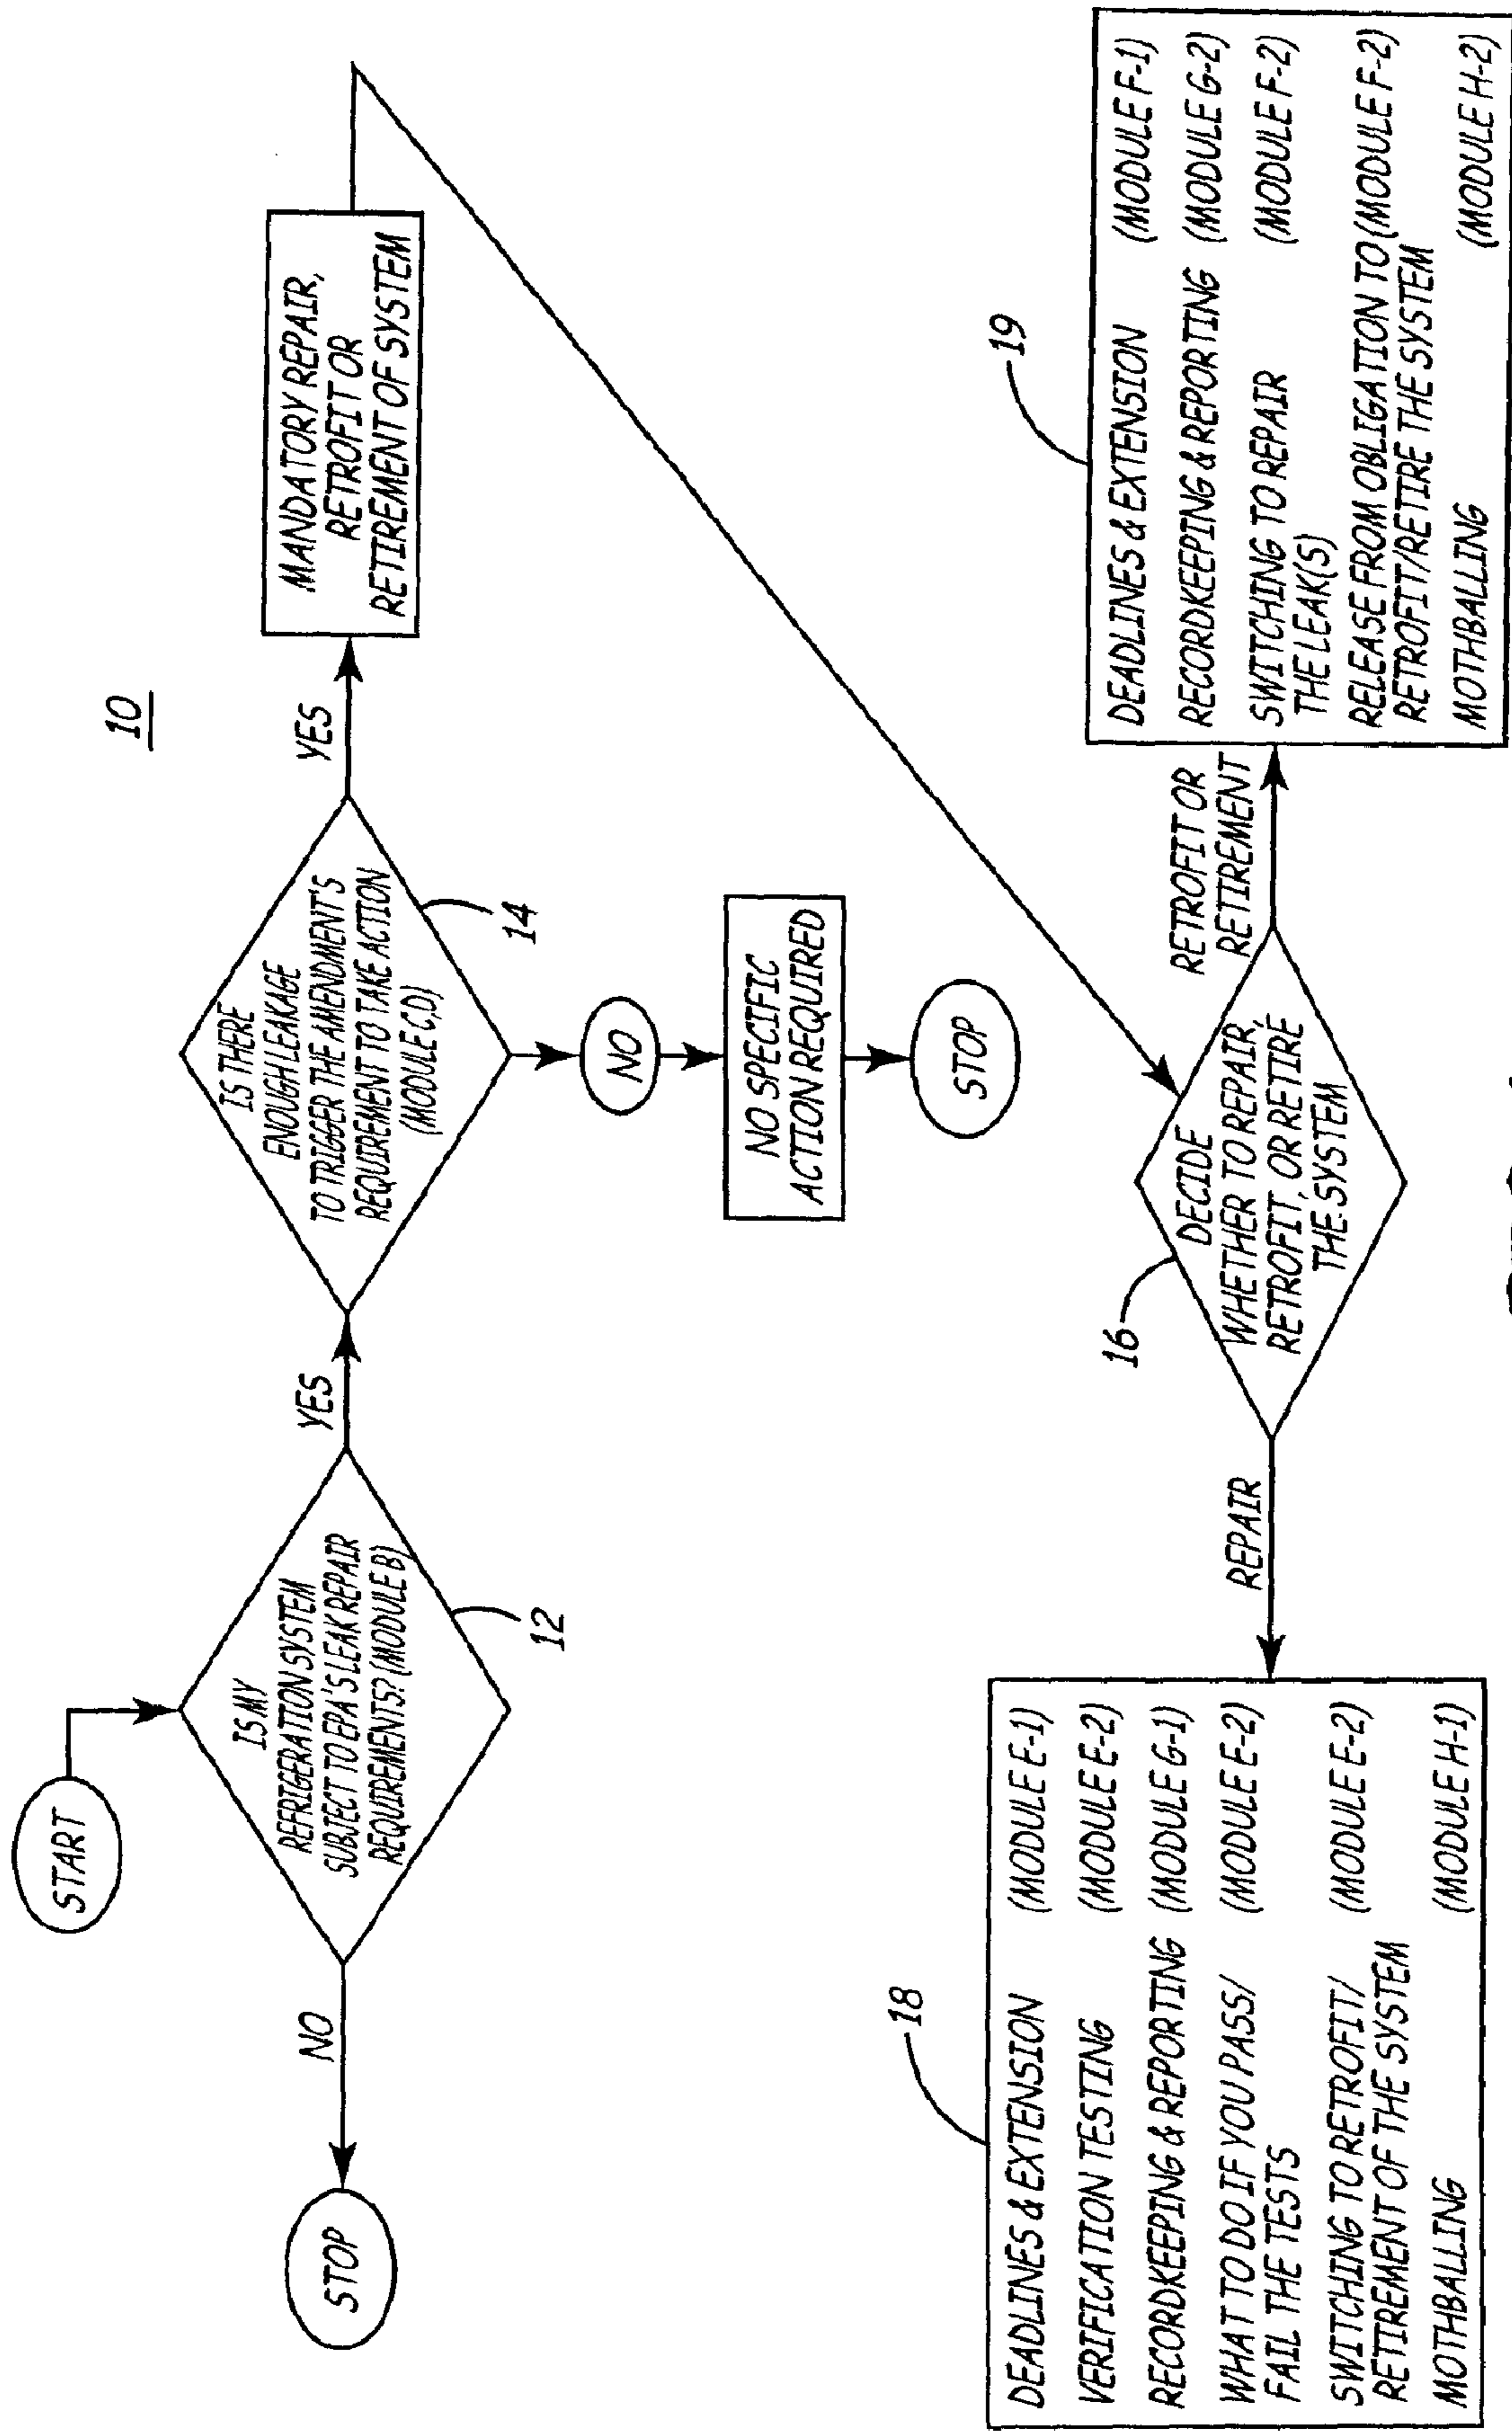 10
START
IS MY
REFRIGERATION SYSTEM
SUBJECT TO EPA'S LEAK REPAIR
REQUIREMENTS? (MODULE B)
12
NO
STOP
YES
IS THERE
ENOUGH LEAKAGE
TO TRIGGER THE AMENDMENT'S
REQUIREMENT TO TAKE ACTION
(MODULE C,D)
14
YES
MANDATORY REPAIR,
RETROFIT OR
RETIREMENT OF SYSTEM
NO
NO SPECIFIC
ACTION REQUIRED
STOP
DECIDE
WHETHER TO REPAIR,
RETROFIT, OR RETIRE
THE SYSTEM
16
REPAIR
18
DEADLINES & EXTENSION (MODULE E-1)
VERIFICATION TESTING (MODULE E-2)
RECORDKEEPING & REPORTING (MODULE G-1)
WHAT TO DO IF YOU PASS/ (MODULE E-2)
FAIL THE TESTS
SWITCHING TO RETROFIT/ (MODULE E-2)
RETIREMENT OF THE SYSTEM
MOTHBALLING (MODULE H-1)
RETROFIT OR
RETIREMENT
19
DEADLINES & EXTENSION (MODULE F-1)
RECORDKEEPING & REPORTING (MODULE G-2)
SWITCHING TO REPAIR (MODULE F-2)
THE LEAK(S)
RELEASE FROM OBLIGATION TO (MODULE F-2)
RETROFIT/RETIRE THE SYSTEM
MOTHBALLING (MODULE H-2)